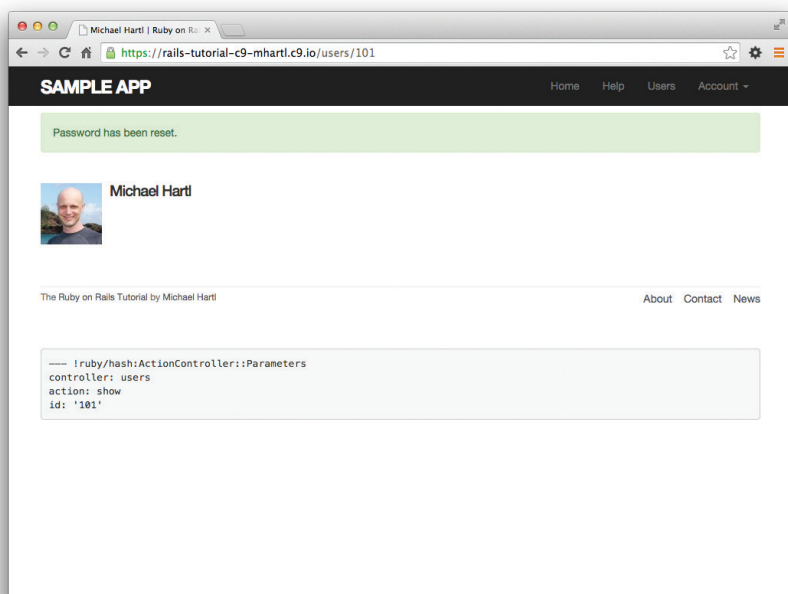 Michael Hartl | Ruby on Ra
https://rails-tutorial-c9-mhartl.c9.io/users/101
SAMPLE APP
Home Help Users Account
Password has been reset.
Michael Hartl
The Ruby on Rails Tutorial by Michael Hartl
About Contact News
--- !ruby/hash:ActionController::Parameters
controller: users
action: show
id: '101'